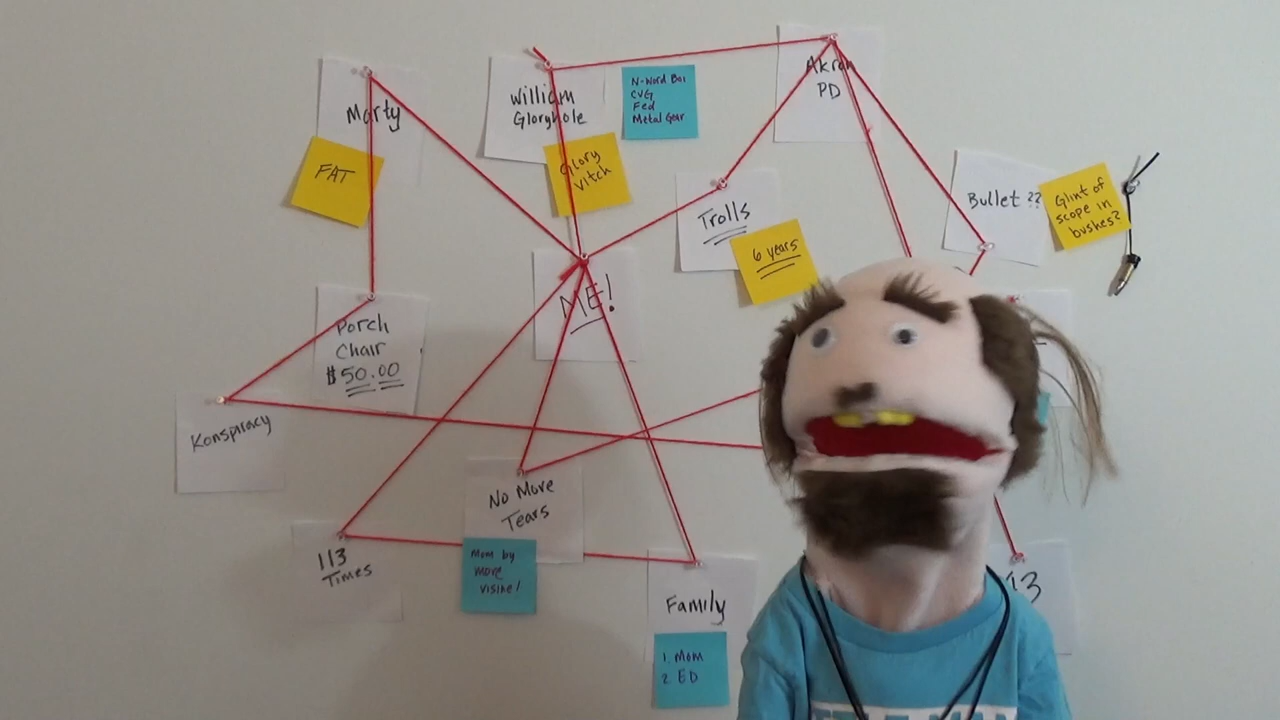 Marty
FAT
William
Gloryhole
N-Word Boi
CVG
Fed
Metal Gear
Glory
vitch
Akron
PD
Trolls
6 years
Bullet ??
Glint of
scope in
bushes?
ME!
Porch
Chair
$50.00
Konspiracy
No More
Tears
Mom by
more
visine!
113
Times
Family
1. Mom
2 ED